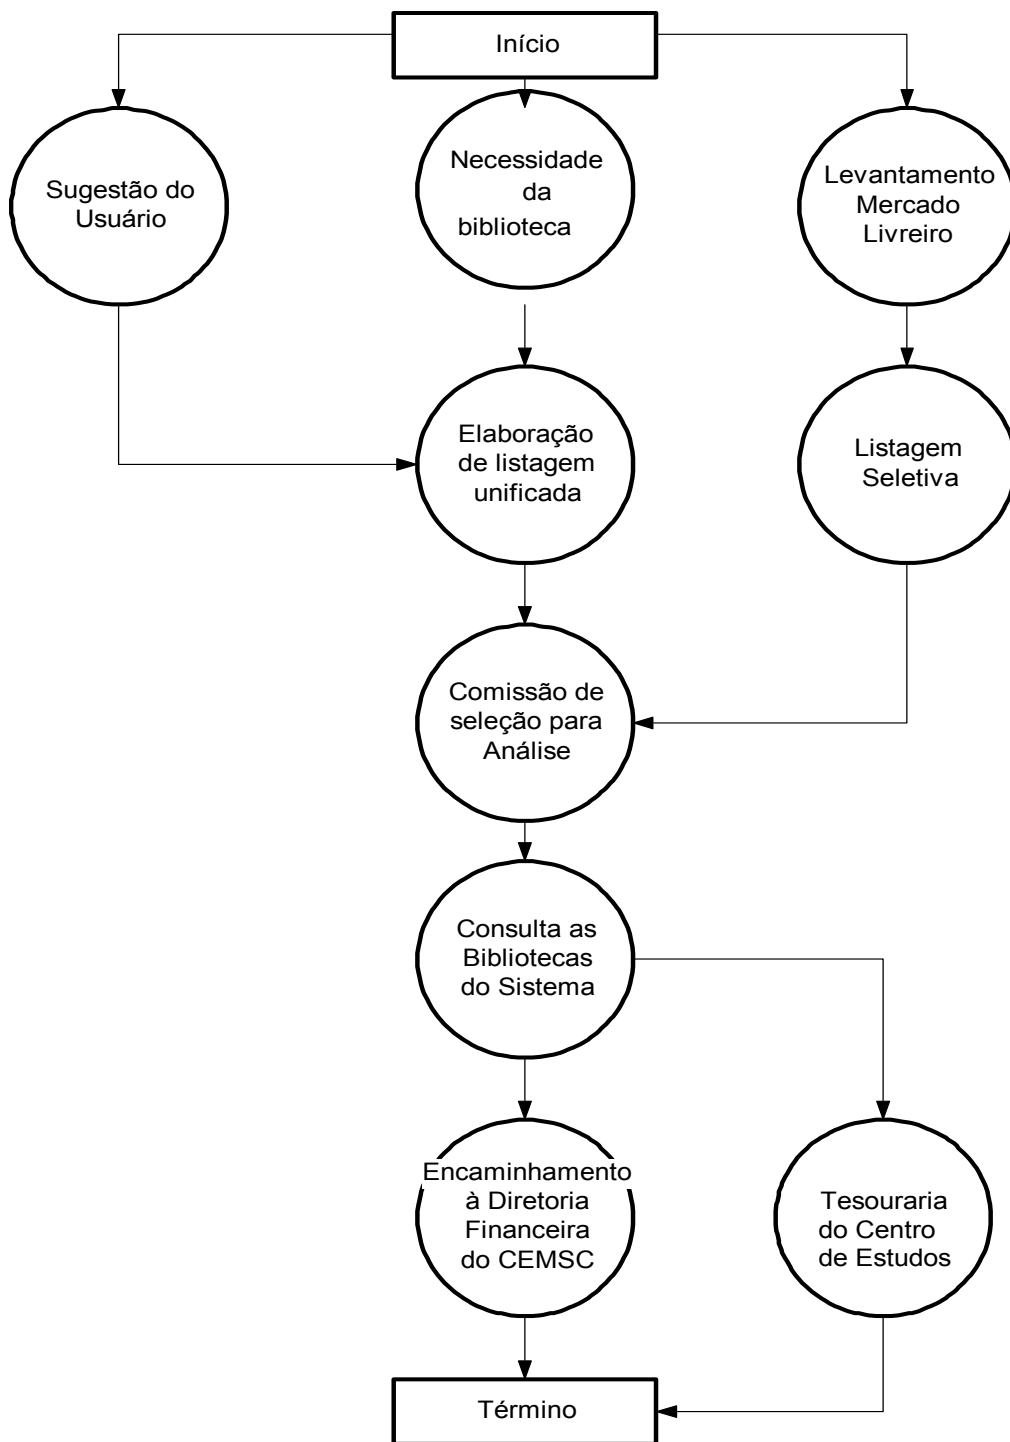 Início
Sugestão do
Usuário
Necessidade
da
biblioteca
Levantamento
Mercado
Livreiro
Elaboração
de listagem
unificada
Listagem
Seletiva
Comissão de
seleção para
Análise
Consulta as
Bibliotecas
do Sistema
Encaminhamento
à Diretoria
Financeira
do CEMSC
Tesouraria
do Centro
de Estudos
Término